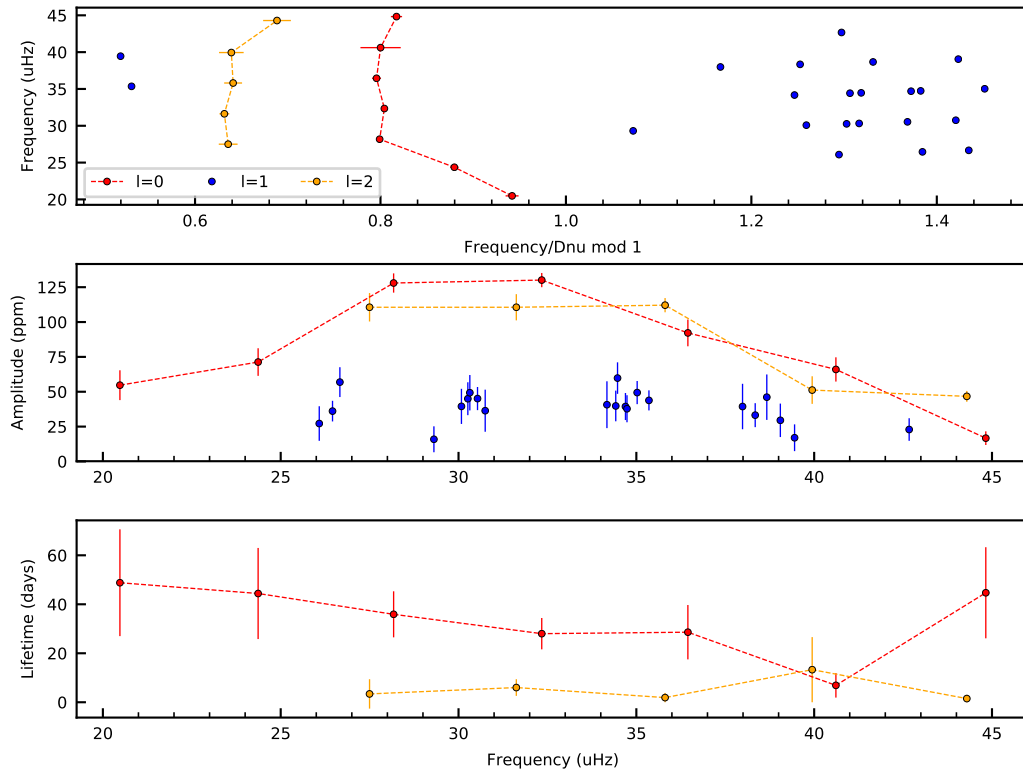 45
40
35
30
25
20
Frequency (uHz)
l=0 l=1 l=2
0.6 0.8 1.0 1.2 1.4
Frequency/Dnu mod 1
125
100
75
50
25
0
Amplitude (ppm)
20 25 30 35 40 45
60
40
20
0
Lifetime (days)
20 25 30 35 40 45
Frequency (uHz)